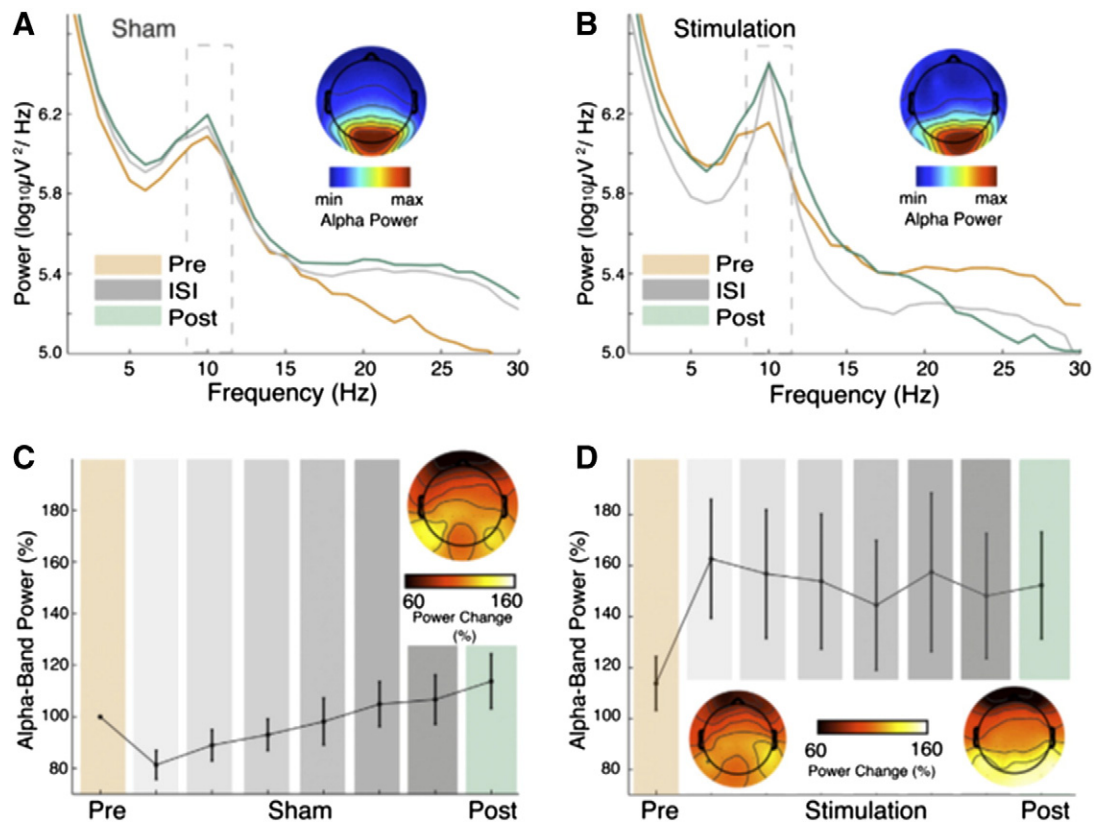 A
Sham
Power (log10µV2/ Hz)
6.2
5.8
5.4
5.0
min max
Alpha Power
Pre
ISI
Post
5 10 15 20 25 30
Frequency (Hz)
B
Stimulation
Power (log10µV2/ Hz)
6.2
5.8
5.4
5.0
min max
Alpha Power
Pre
ISI
Post
5 10 15 20 25 30
Frequency (Hz)
C
Alpha-Band Power (%)
180
160
140
120
100
80
60 160
Power Change
(%)
Pre Sham Post
D
Alpha-Band Power (%)
180
160
140
120
100
80
60 160
Power Change (%)
Pre Stimulation Post